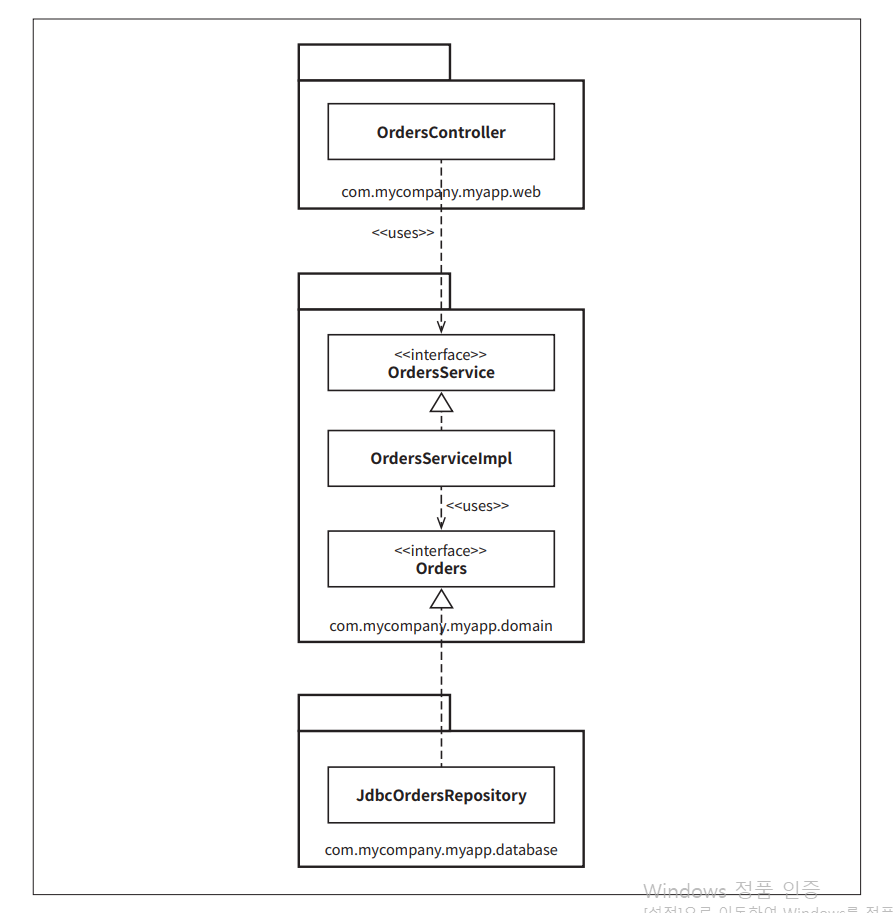 OrdersController
com.mycompany.myapp.web
<<uses>>
<<interface>>
OrdersService
OrdersServiceImpl
<<uses>>
<<interface>>
Orders
com.mycompany.myapp.domain
JdbcOrdersRepository
com.mycompany.myapp.database
Windows 정품 인증
[설정]으로 이동하여 Windows를 정품